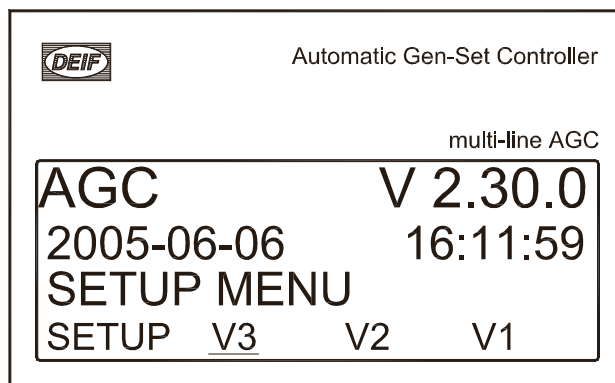 DEIF Automatic Gen-Set Controller
multi-line AGC
AGC V 2.30.0
2005-06-06 16:11:59
SETUP MENU
SETUP V3 V2 V1